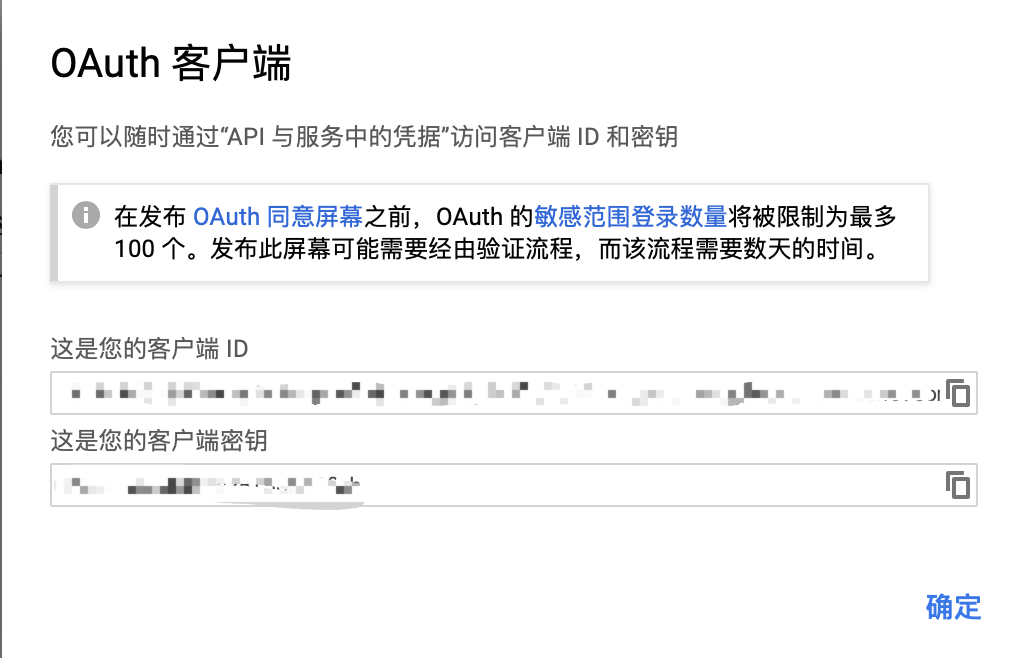 OAuth 客户端
您可以随时通过“API 与服务中的凭据”访问客户端 ID 和密钥
在发布 OAuth 同意屏幕之前，OAuth 的敏感范围登录数量将被限制为最多
100 个。发布此屏幕可能需要经由验证流程，而该流程需要数天的时间。
这是您的客户端 ID
这是您的客户端密钥
确定